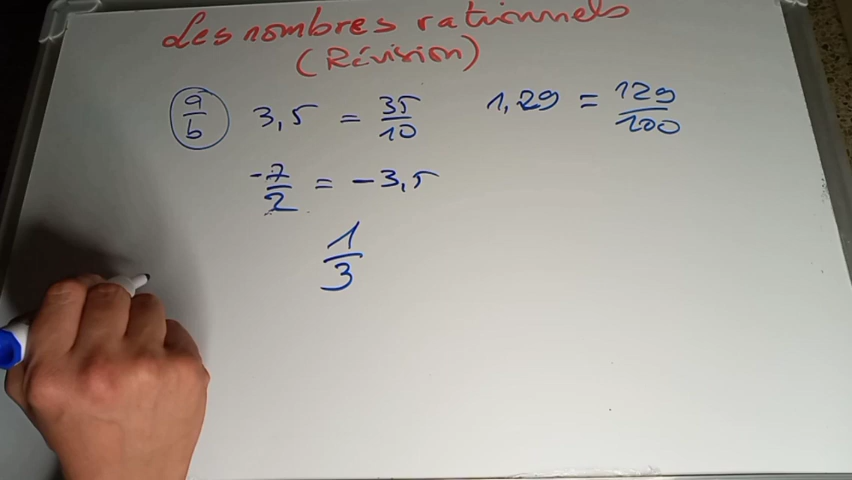 Les nombres rationnels
(Révision)
a/b 3,5 = 35/10 1,29 = 129/100
-7/2 = -3,5
1/3